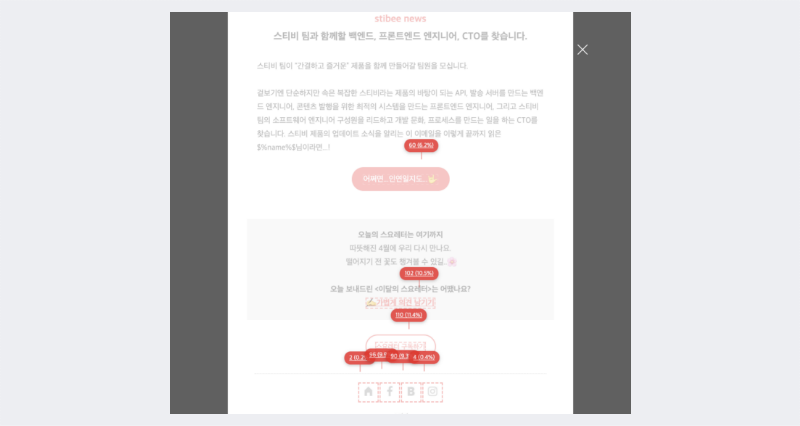 stibee news
스티비 팀과 함께할 백엔드, 프론트엔드 엔지니어, CTO를 찾습니다.
스티비 팀이 "간결하고 즐거운" 제품을 함께 만들어갈 팀원을 모십니다.
겉보기엔 단순하지만 속은 복잡한 스티비라는 제품의 바탕이 되는 API, 발송 서버를 만드는 백엔
드 엔지니어, 콘텐츠 발행을 위한 최적의 시스템을 만드는 프론트엔드 엔지니어, 그리고 스티비
팀의 소프트웨어 엔지니어 구성원을 리드하고 개발 문화, 프로세스를 만드는 일을 하는 CTO를
찾습니다. 스티비 제품의 업데이트 소식을 알리는 이 이메일을 이렇게 끝까지 읽은
$%name%$님이라면...!
60 (6.2%)
어쩌면...인연일지도...🤟
오늘의 스요레터는 여기까지
따뜻해진 4월에 우리 다시 만나요.
떨어지기 전 꽃도 챙겨볼 수 있길..🌸
102 (10.5%)
오늘 보내드린 <이달의 스요레터>는 어땠나요?
✍️ 의견 남기기
110 (11.4%)
2 (0.2%)